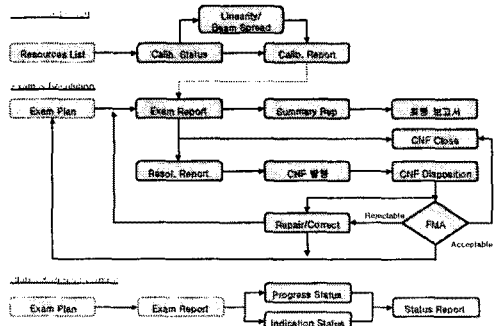 Linearity/
Beam Spread
Resources List
Calib. Status
Calib. Report
Exam Plan
Exam Report
Summary Rep
최종 보고서
CNF Close
Resol. Report
CNF 발행
CNF Disposition
Repair/Correct
Rejectable
FMA
Acceptable
Progress Status
Exam Plan
Exam Report
Status Report
Indication Status